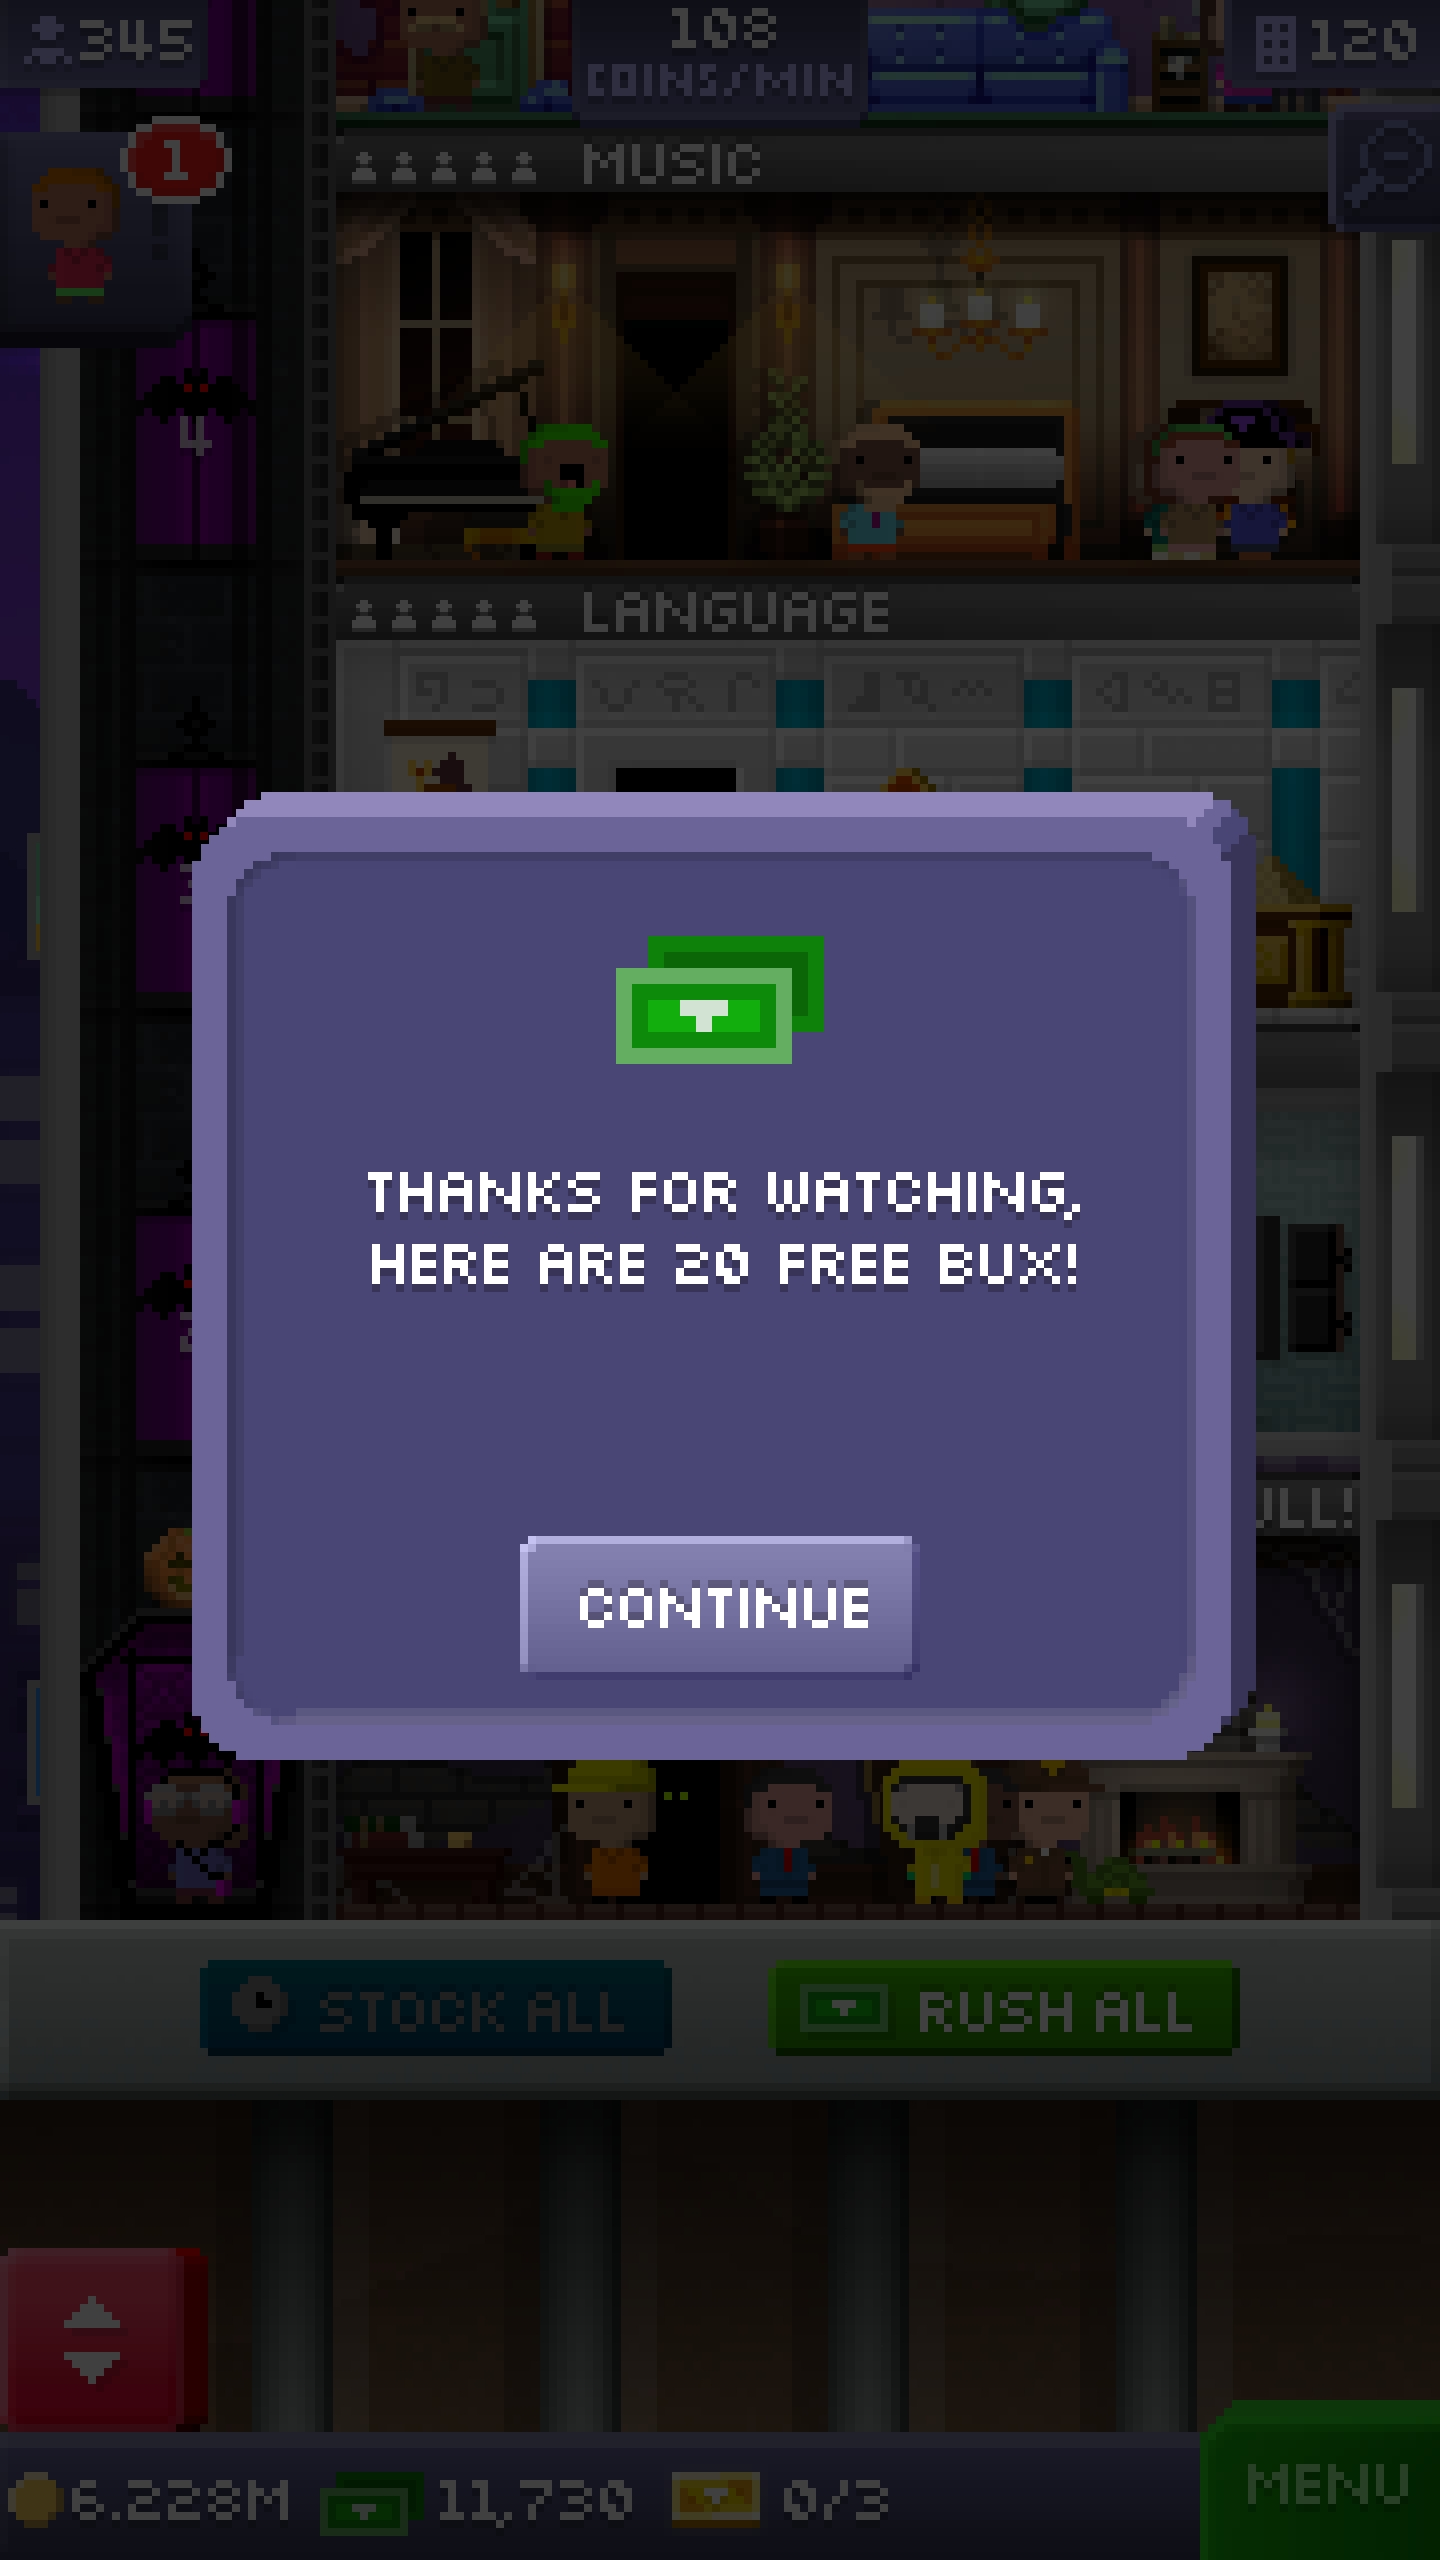 345
108
COINS/MIN
120
1
MUSIC
4
LANGUAGE
THANKS FOR WATCHING,
HERE ARE 20 FREE BUX!
CONTINUE
ULL!
STOCK ALL
RUSH ALL
6.228M
11,730
0/3
MENU